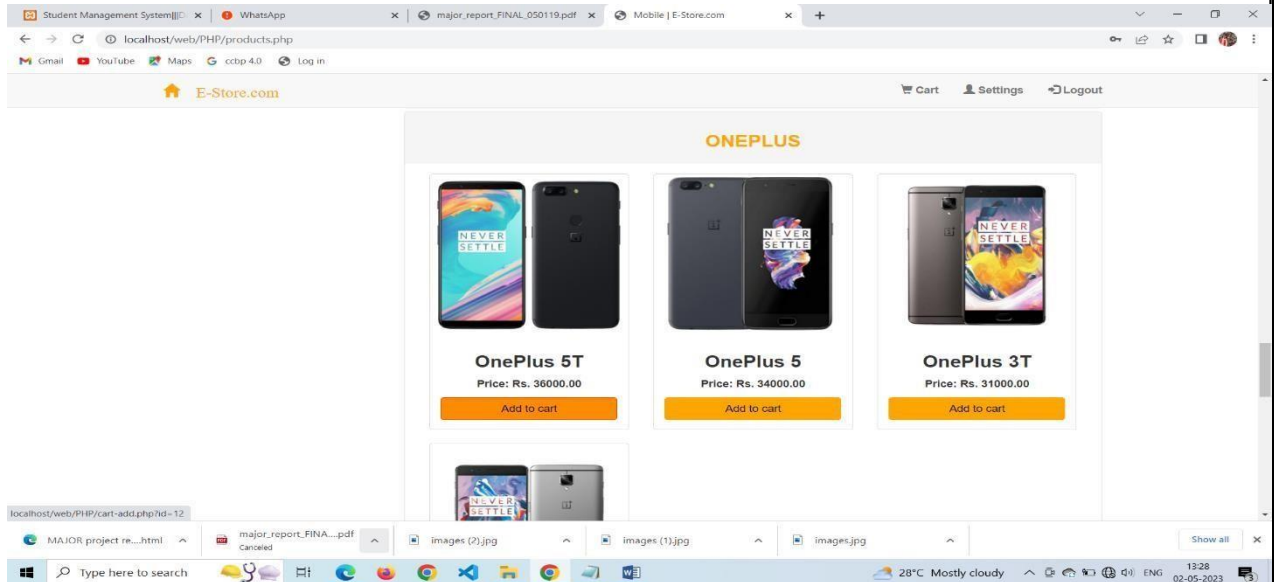 Student Management System|||
WhatsApp
major_report_FINAL_050119.pdf
Mobile | E-Store.com
localhost/web/PHP/products.php
Gmail YouTube Maps ccbp 4.0 Log in
E-Store.com
Cart Settings Logout
ONEPLUS
NEVER
SETTLE
NEVER
SETTLE
NEVER
SETTLE
OnePlus 5T OnePlus 5 OnePlus 3T
Price: Rs. 36000.00 Price: Rs. 34000.00 Price: Rs. 31000.00
Add to cart Add to cart Add to cart
NEVER
SETTLE
localhost/web/PHP/cart-add.php?id=12
MAJOR project re....html major_report_FINA....pdf images (2).jpg images (1).jpg images.jpg Show all
Canceled
Type here to search 28°C Mostly cloudy ENG 13:28
02-05-2023